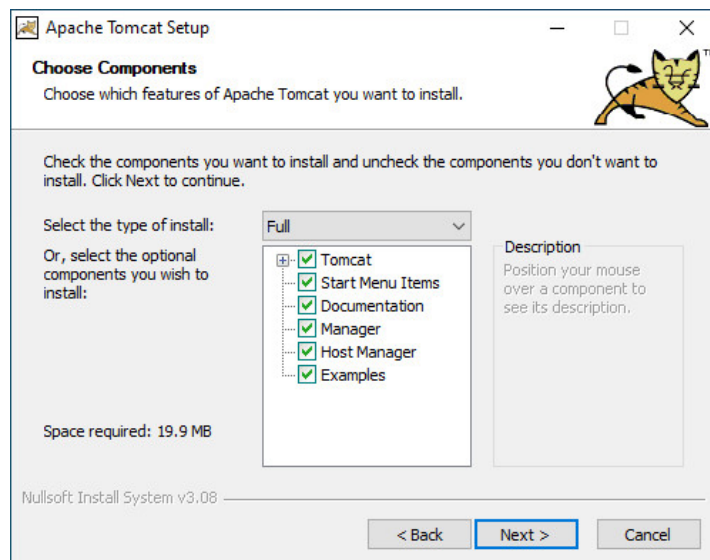 Apache Tomcat Setup
Choose Components
Choose which features of Apache Tomcat you want to install.
TM
Check the components you want to install and uncheck the components you don't want to
install. Click Next to continue.
Select the type of install:
Full
Or, select the optional
components you wish to
install:
Tomcat
Start Menu Items
Documentation
Manager
Host Manager
Examples
Description
Position your mouse
over a component to
see its description.
Space required: 19.9 MB
Nullsoft Install System v3.08
< Back
Next >
Cancel